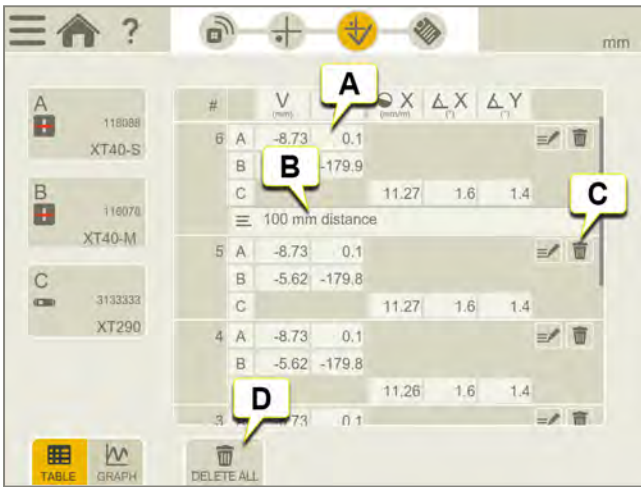 ?
mm
A
118088
XT40-S
B
116076
XT40-M
C
3133333
XT290
# V X X Y
(mm) (mm/m) (°) (°)
A
6 A -8.73 0.1
B -179.9
B
C 11.27 1.6 1.4
100 mm distance
C
5 A -8.73 0.1
B -5.62 -179.8
C 11.27 1.6 1.4
4 A -8.73 0.1
B -5.62 -179.8
11,26 1.6 1.4
D
3 73 0.1
TABLE GRAPH DELETE ALL